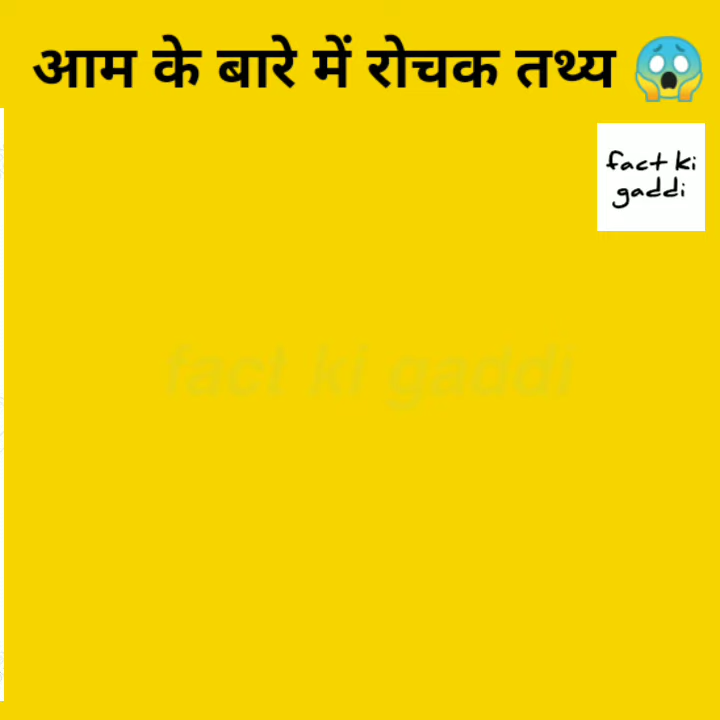 आम के बारे में रोचक तथ्य 😱
fact ki
gaddi
fact ki gaddi